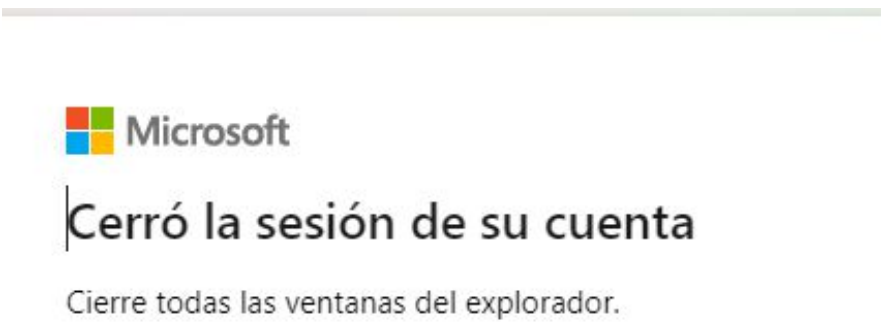 Microsoft
Cerró la sesión de su cuenta
Cierre todas las ventanas del explorador.